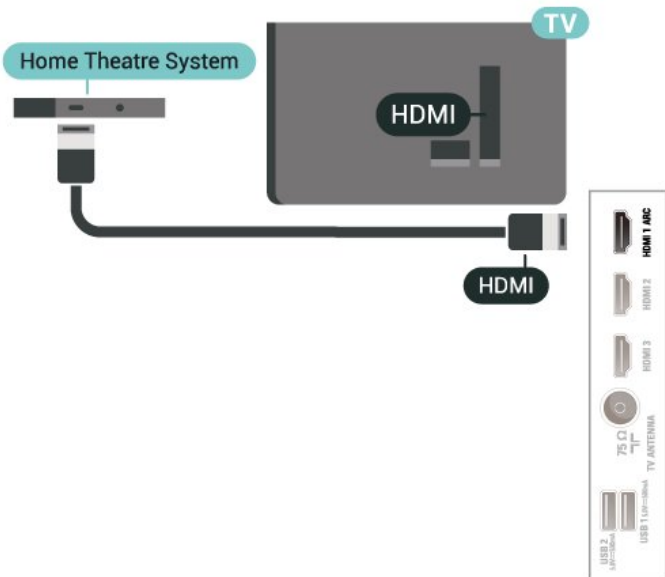 TV
Home Theatre System
HDMI
HDMI
HDMI 1 ARC
HDMI 2
HDMI 3
75 Ω
TV ANTENNA
USB 1
USB 2